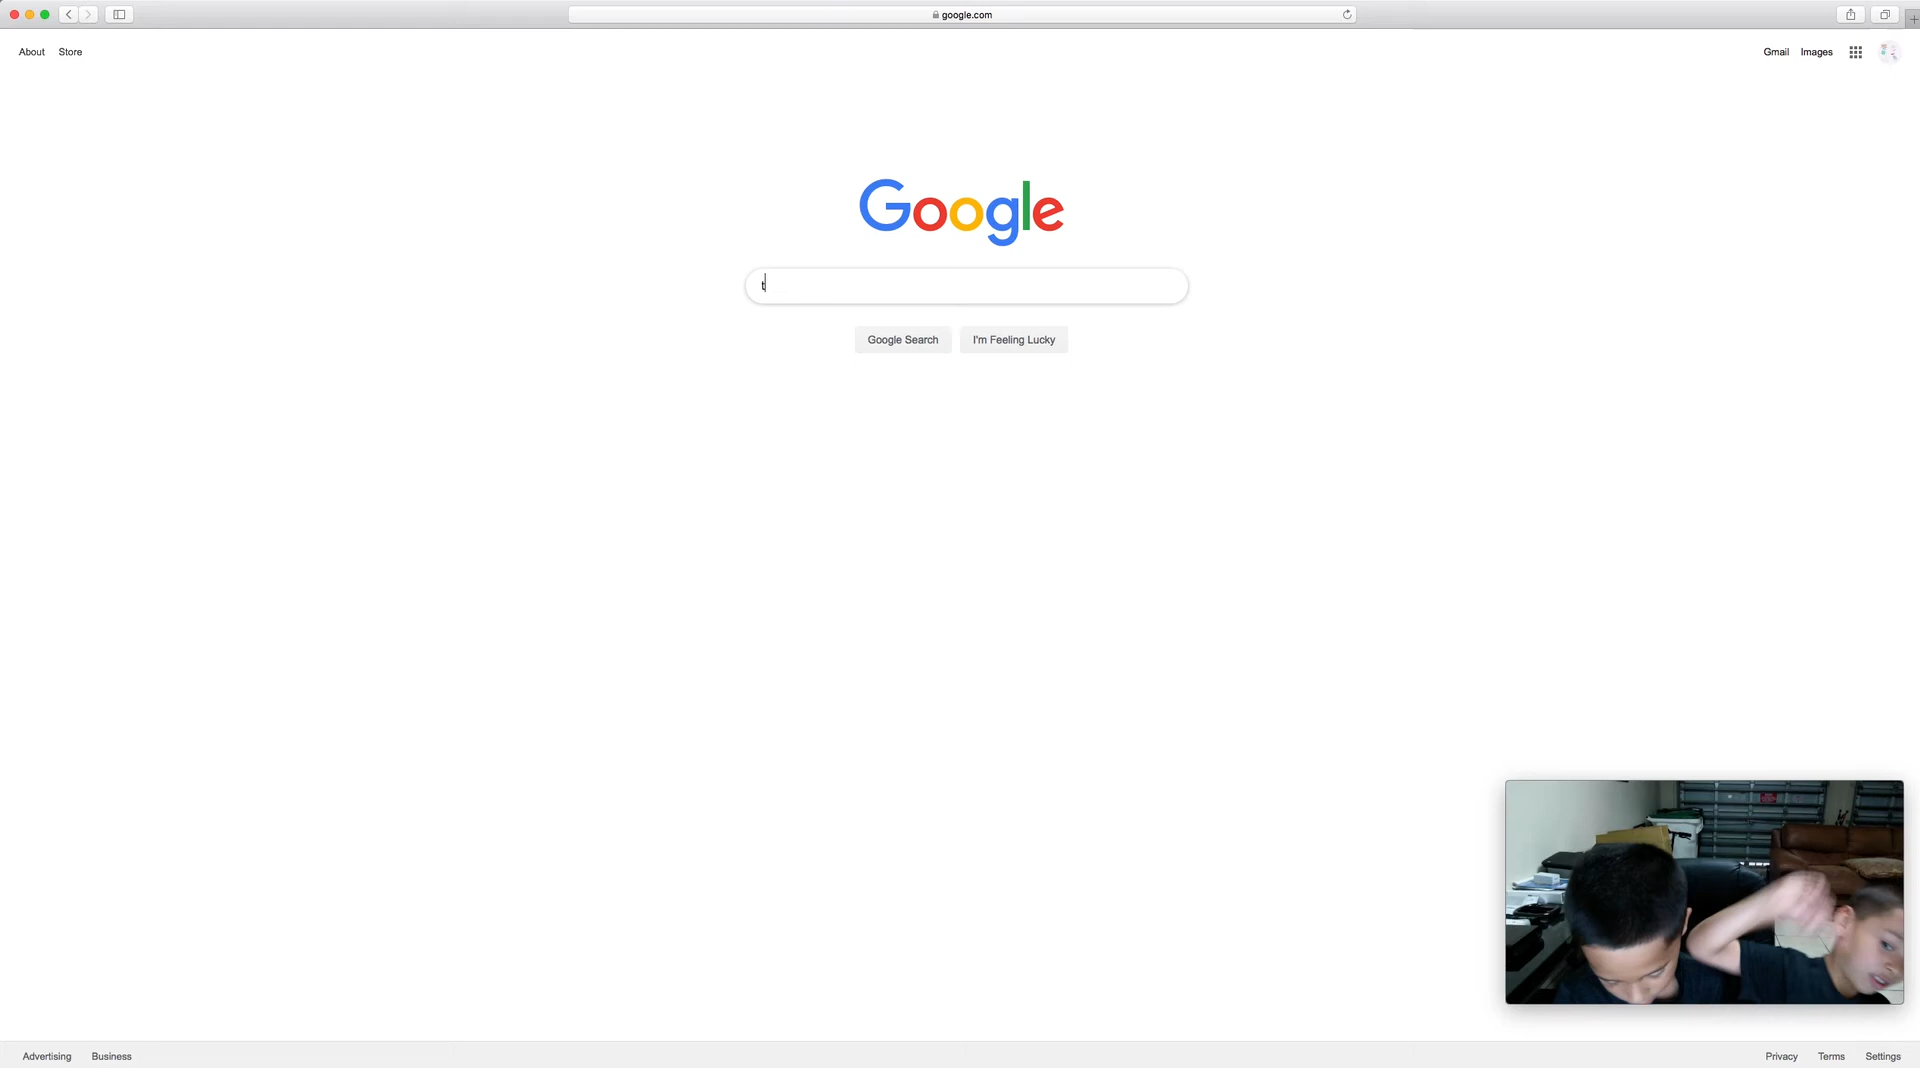 google.com
About Store
Gmail Images
Google
t
Google Search I'm Feeling Lucky
Advertising Business
Privacy Terms Settings